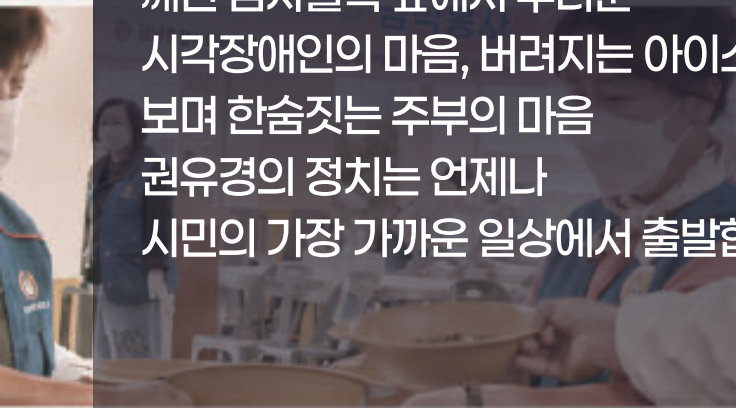 시각장애인의 마음, 버려지는
보며 한숨짓는 주부의 마음
권유경의 정치는 언제나
시민의 가장 가까운 일상에서